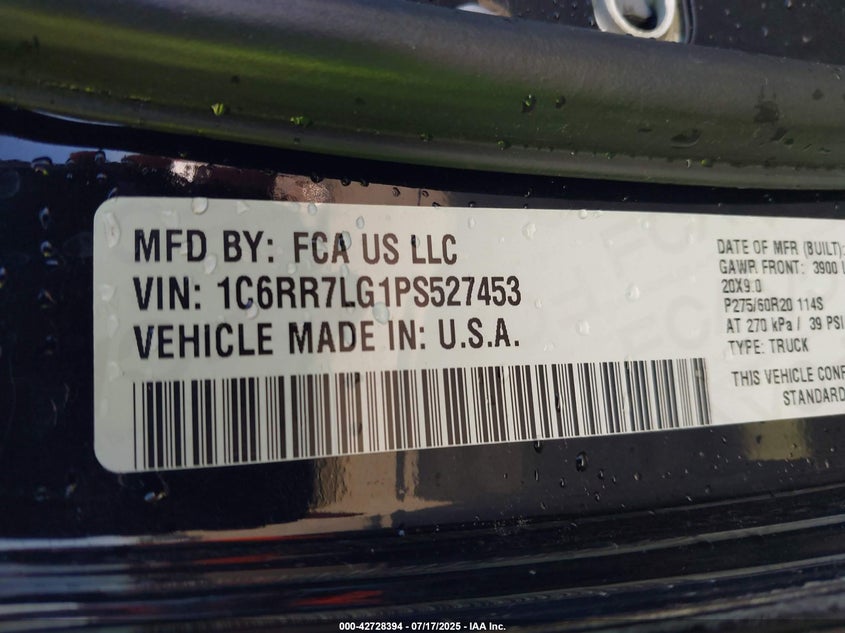 MFD BY: FCA US LLC
VIN: 1C6RR7LG1PS527453
VEHICLE MADE IN: U.S.A.
DATE OF MFR (BUILT):
GAWR FRONT: 3900
20X9.0
P275/60R20 114S
AT 270 kPa / 39 PSI
TYPE: TRUCK
THIS VEHICLE
STANDARD
000-42728394 - 07/17/2025 - IAA Inc.